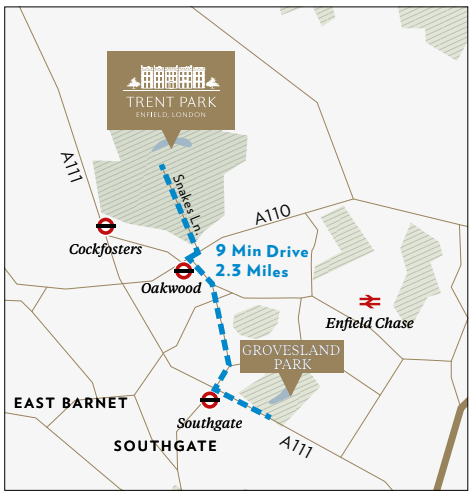 TRENT PARK
ENFIELD, LONDON
A111
Snakes Ln.
A110
Cockfosters
9 Min Drive
2.3 Miles
Oakwood
Enfield Chase
GROVESLAND
PARK
EAST BARNET
Southgate
SOUTHGATE
A111